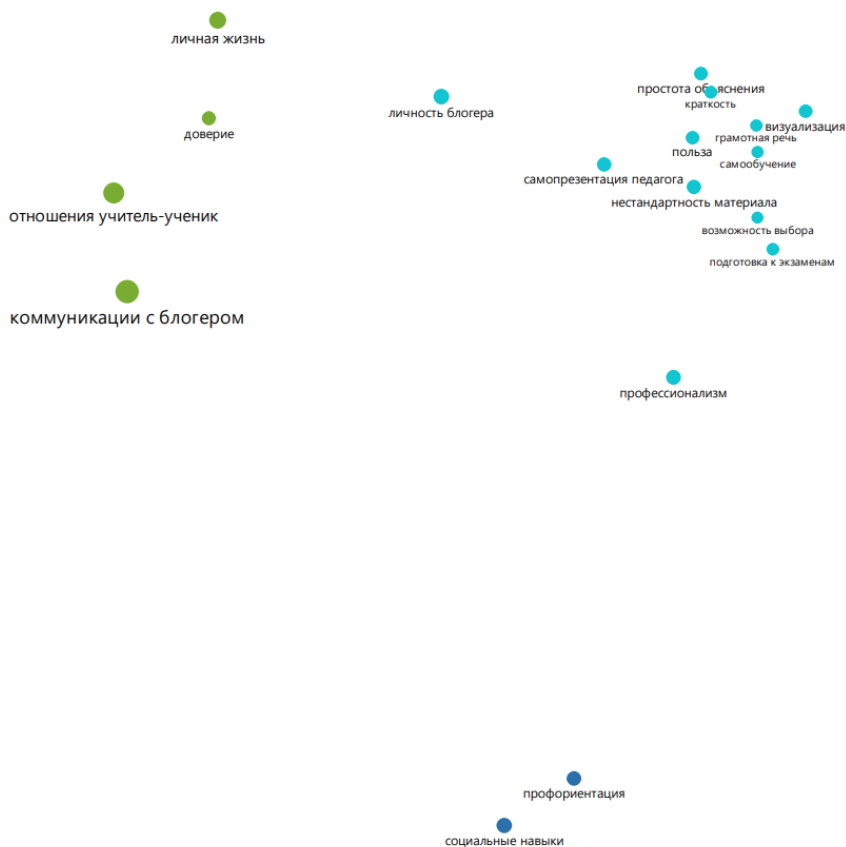 личная жизнь
простота объяснения
краткость
личность блогера
визуализация
доверие
грамотная речь
польза
самообучение
самопрезентация педагога
нестандартность материала
отношения учитель-ученик
возможность выбора
подготовка к экзаменам
коммуникации с блогером
профессионализм
профориентация
социальные навыки